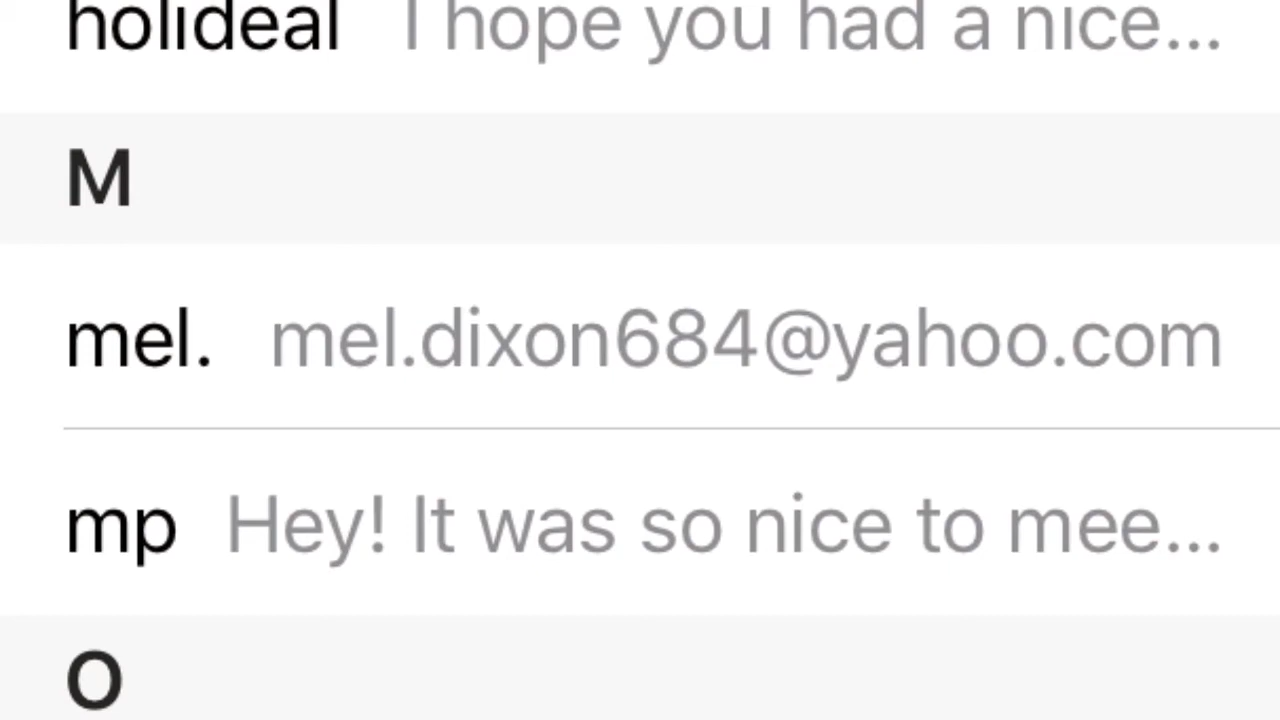 holideal I hope you had a nice...
M
mel. mel.dixon684@yahoo.com
mp Hey! It was so nice to mee...
O